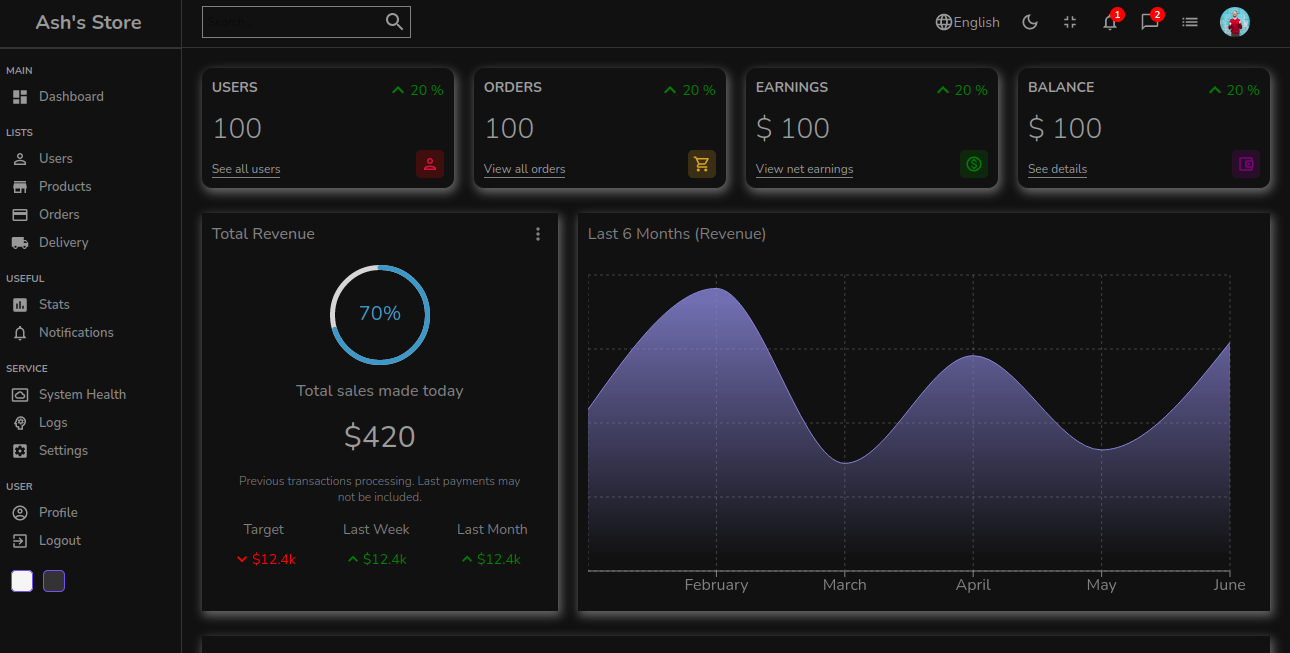 Ash's Store
Search...
English
1
2
MAIN
Dashboard
LISTS
Users
Products
Orders
Delivery
USEFUL
Stats
Notifications
SERVICE
System Health
Logs
Settings
USER
Profile
Logout
USERS
20 %
100
See all users
ORDERS
20 %
100
View all orders
EARNINGS
20 %
$ 100
View net earnings
BALANCE
20 %
$ 100
See details
Total Revenue
70%
Total sales made today
$420
Previous transactions processing. Last payments may
not be included.
Target Last Week Last Month
$12.4k $12.4k $12.4k
Last 6 Months (Revenue)
February March April May June